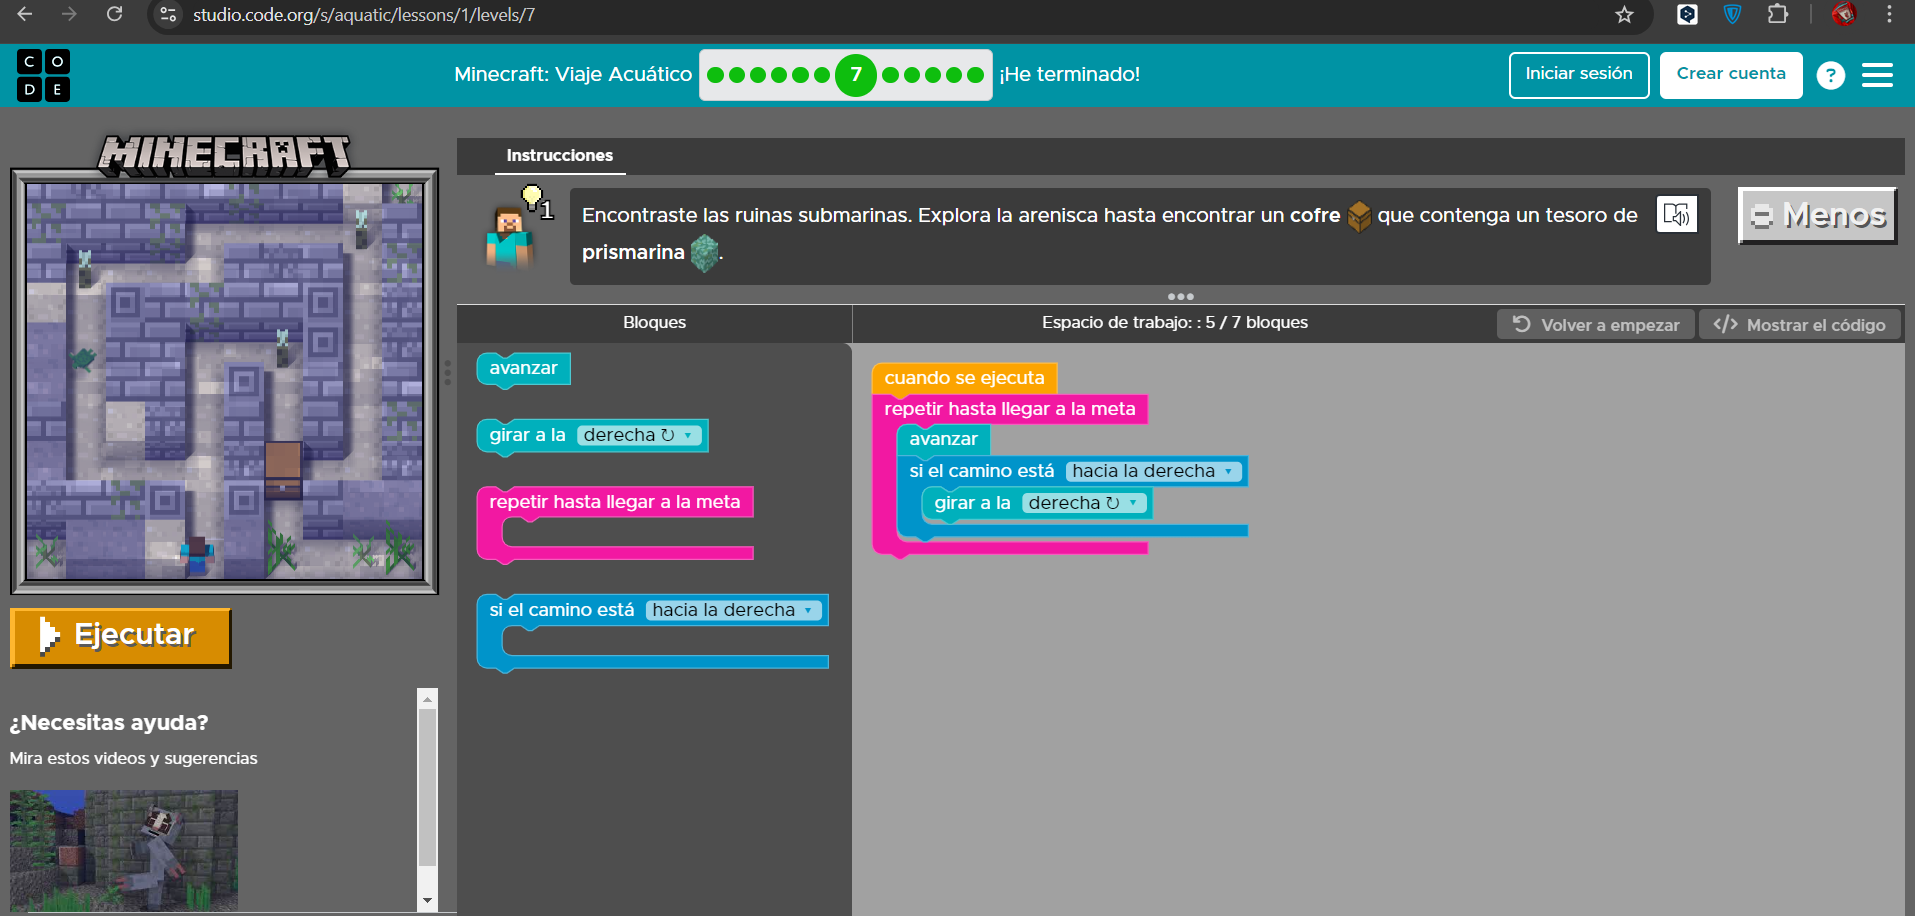 studio.code.org/s/aquatic/lessons/1/levels/7
C O
D E
Minecraft: Viaje Acuático
7
¡He terminado!
Iniciar sesión
Crear cuenta
?
MINECRAFT
Instrucciones
1
Encontraste las ruinas submarinas. Explora la arenisca hasta encontrar un cofre que contenga un tesoro de
prismarina .
Menos
Bloques
Espacio de trabajo: : 5 / 7 bloques
Volver a empezar
</> Mostrar el código
avanzar
girar a la derecha ↻
repetir hasta llegar a la meta
si el camino está hacia la derecha
cuando se ejecuta
repetir hasta llegar a la meta
avanzar
si el camino está hacia la derecha
girar a la derecha ↻
Ejecutar
¿Necesitas ayuda?
Mira estos videos y sugerencias